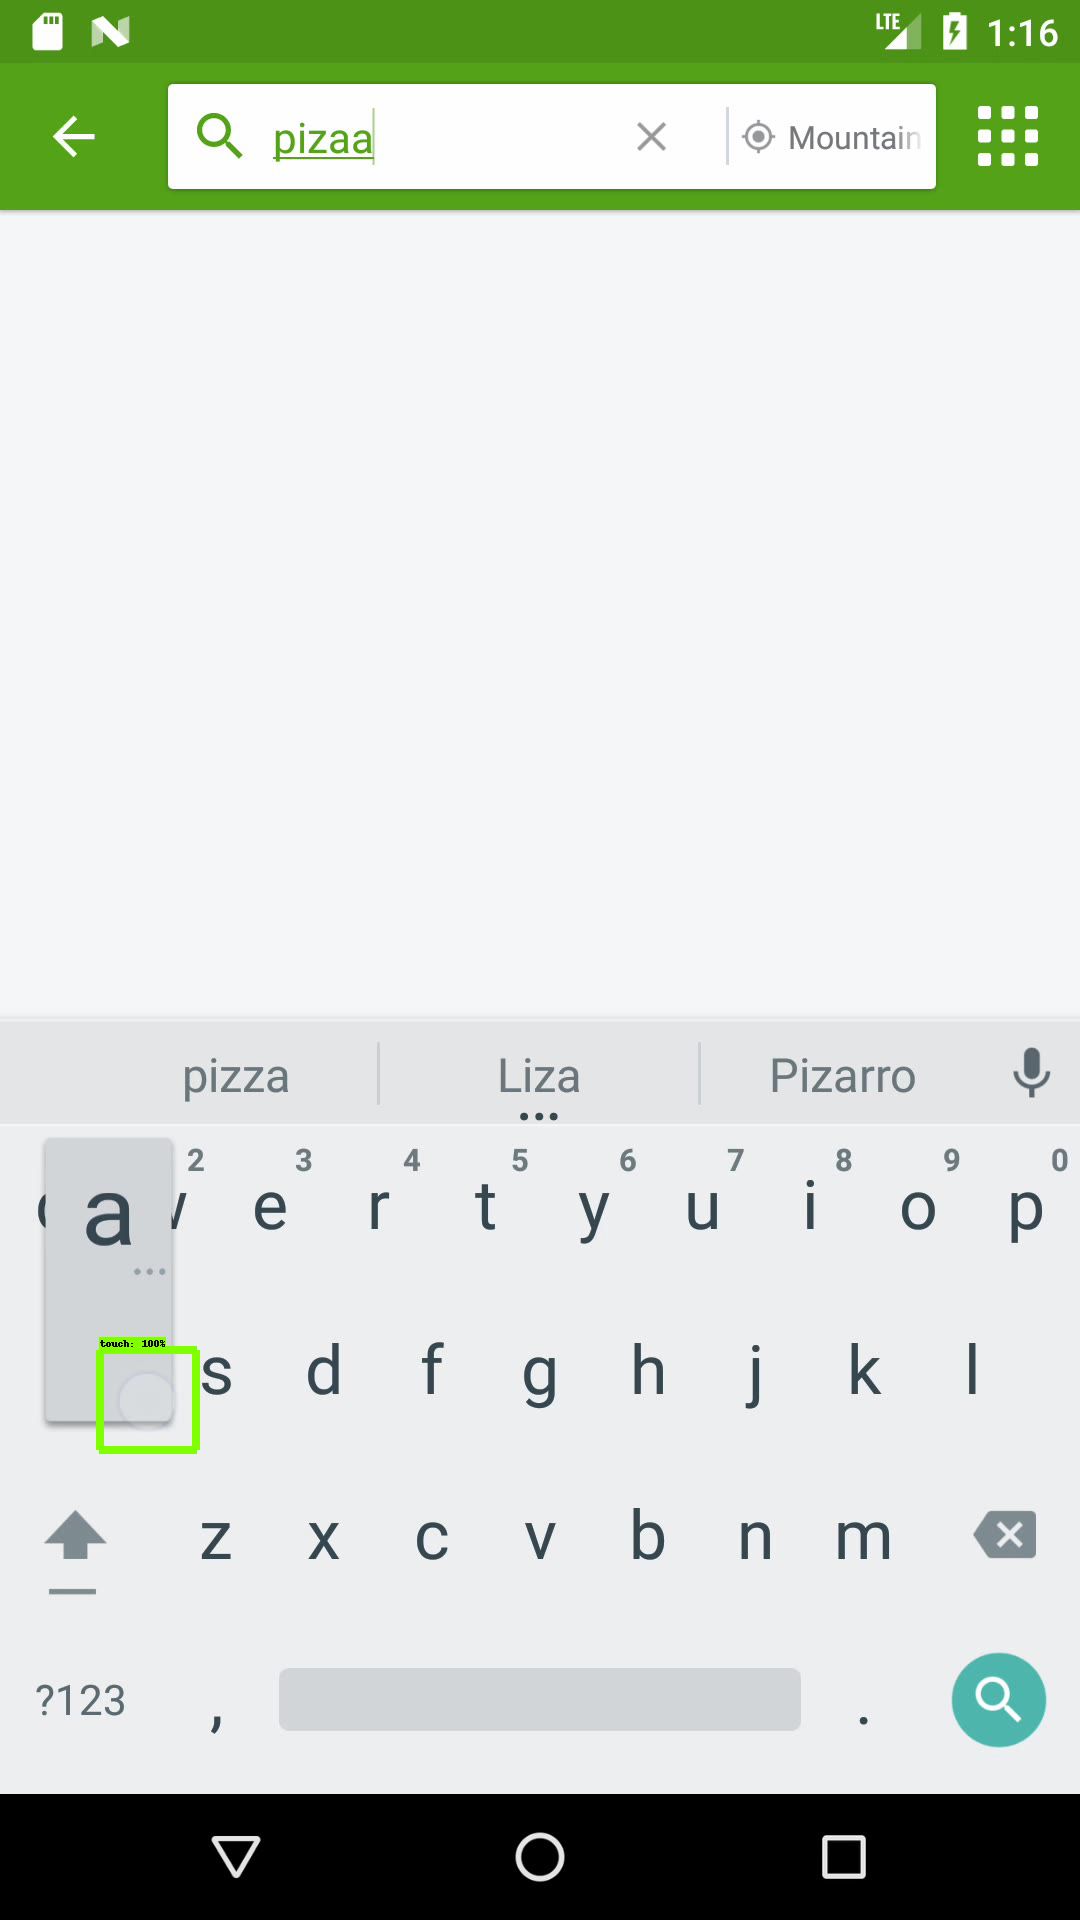 LTE 1:16
pizaa Mountain
pizza Liza Pizarro
2 3 4 5 6 7 8 9 0
a e r t y u i o p
touch: 100%
s d f g h j k l
z x c v b n m
?123 , .